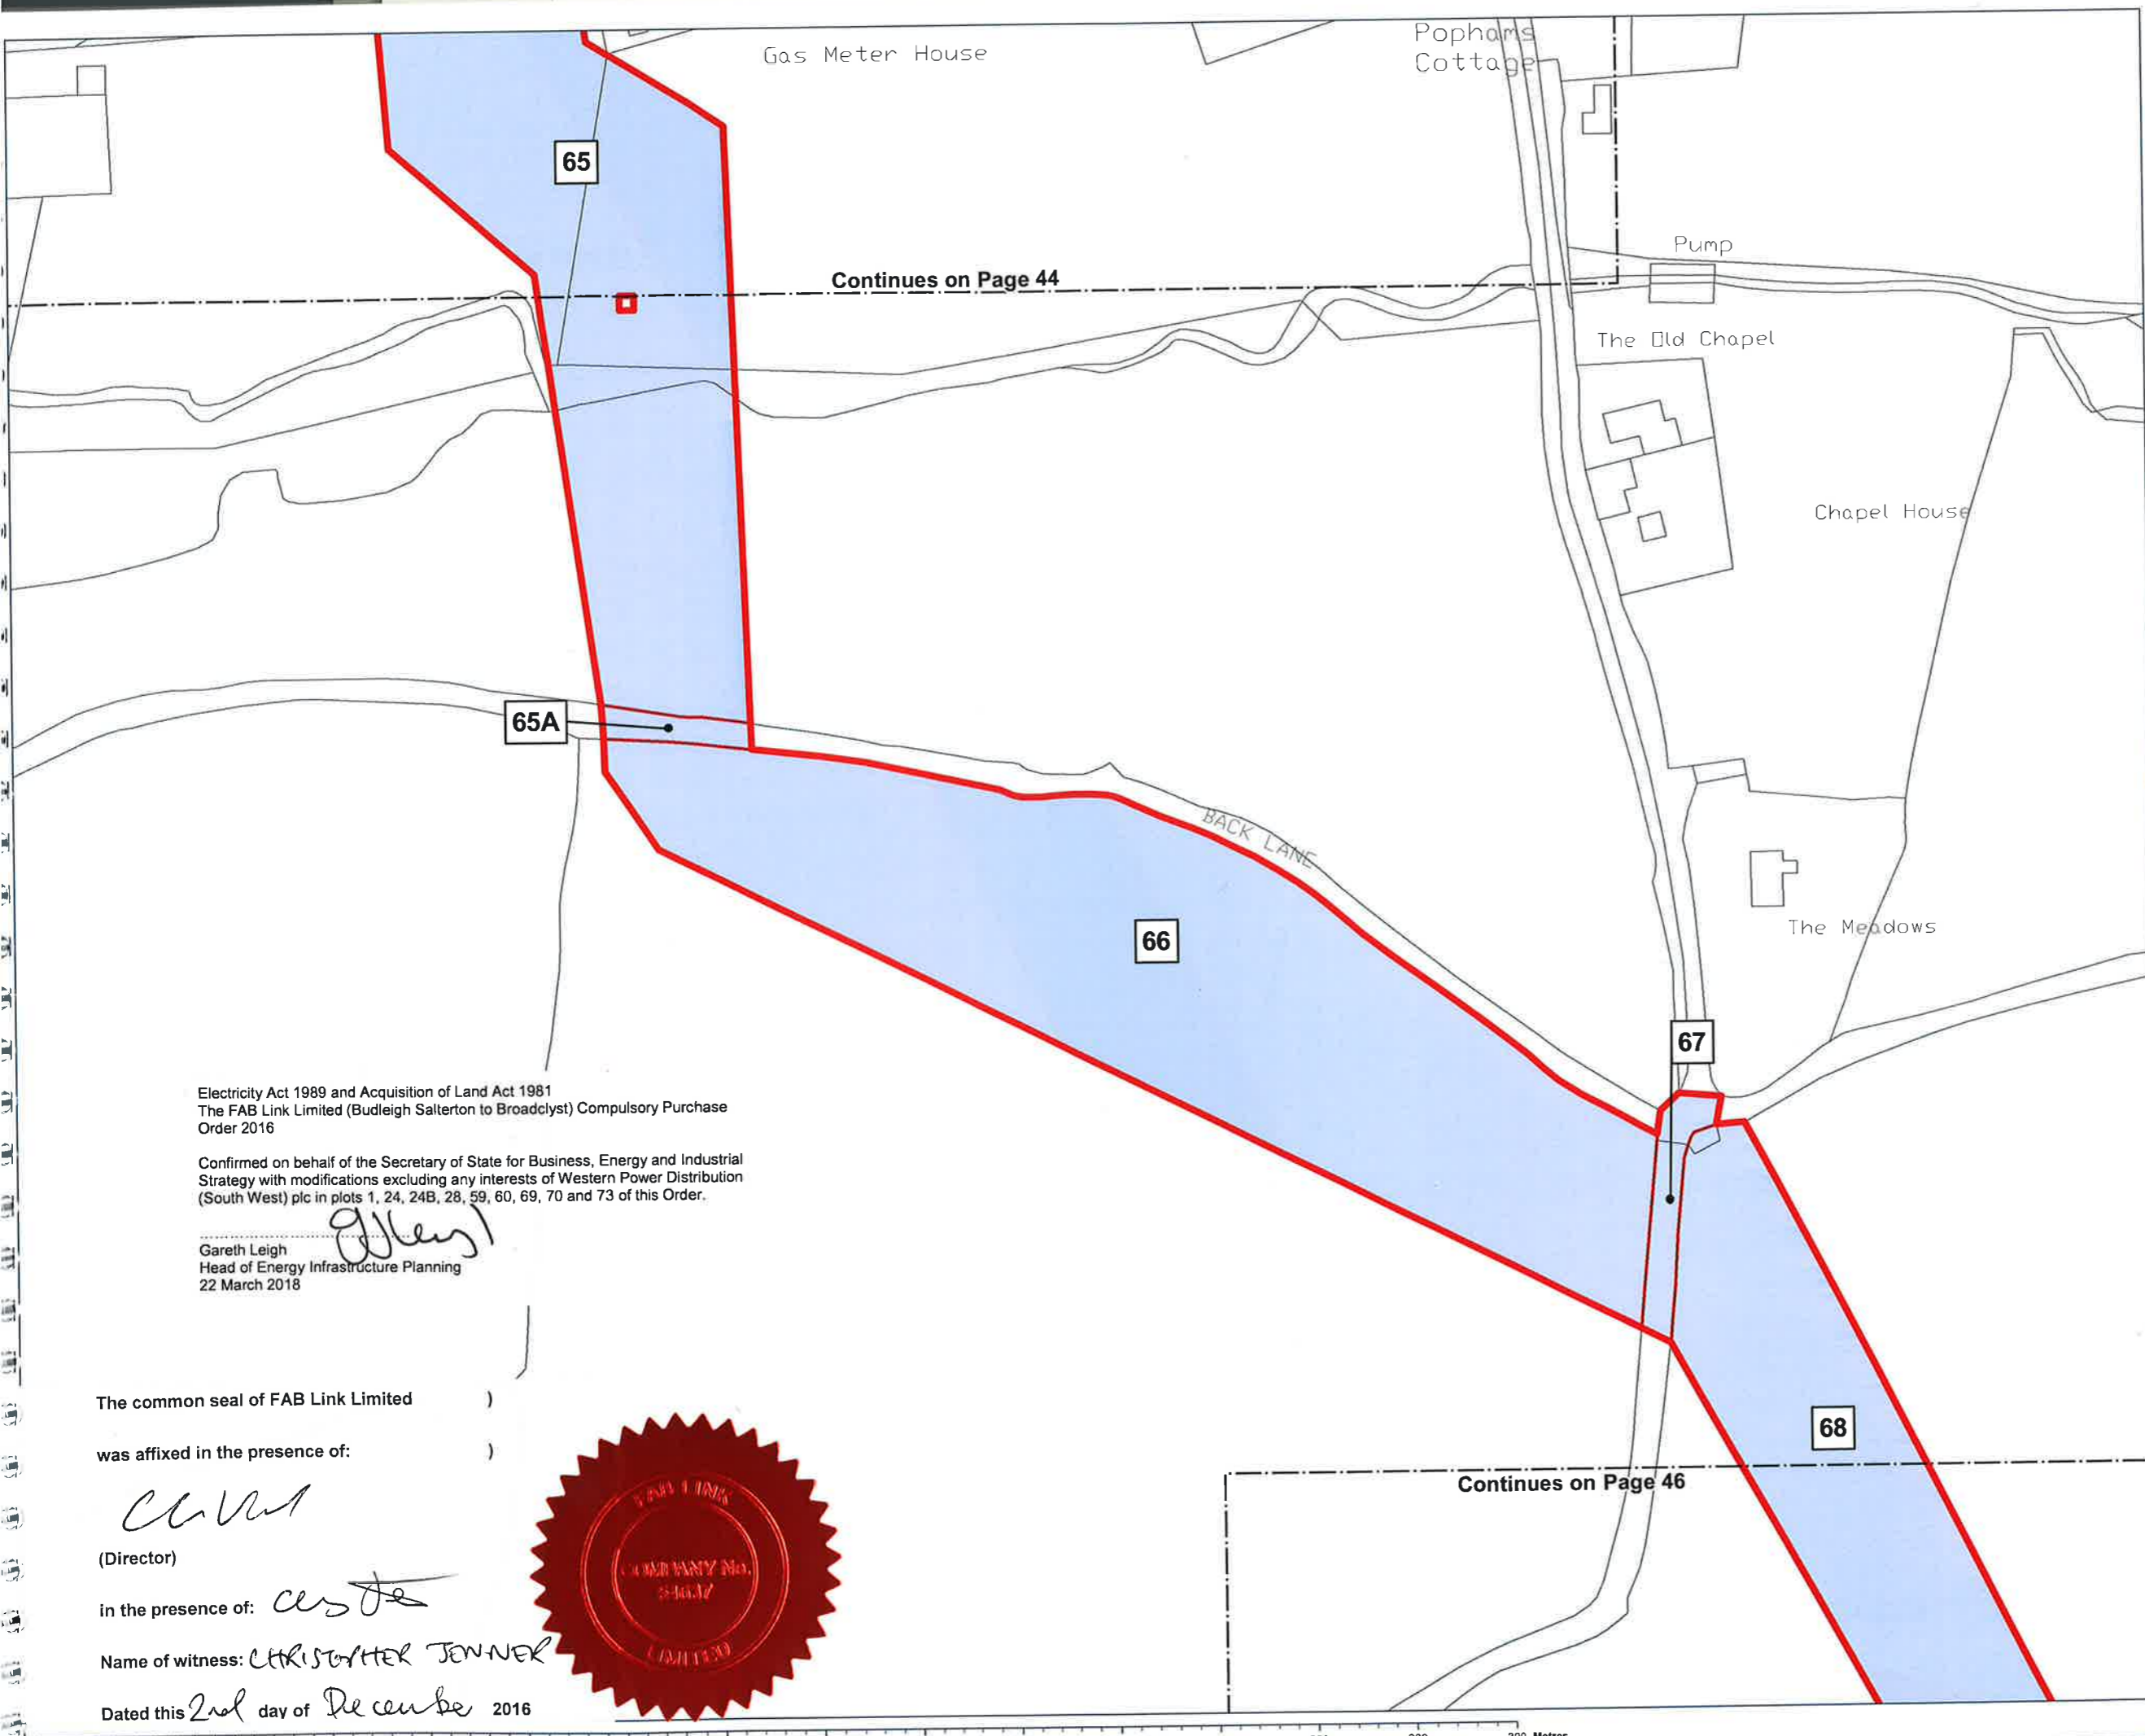 Gas Meter House
Pophams
Cottage
65
Continues on Page 44
Pump
The Old Chapel
Chapel House
65A
BACK LANE
66
The Meadows
67
Electricity Act 1989 and Acquisition of Land Act 1981
The FAB Link Limited (Budleigh Salterton to Broadclyst) Compulsory Purchase
Order 2016
Confirmed on behalf of the Secretary of State for Business, Energy and Industrial
Strategy with modifications excluding any interests of Western Power Distribution
(South West) plc in plots 1, 24, 24B, 28, 59, 60, 69, 70 and 73 of this Order.
Gareth Leigh
Head of Energy Infrastructure Planning
22 March 2018
The common seal of FAB Link Limited )
was affixed in the presence of: )
(Director)
in the presence of:
Name of witness: CHRISTOPHER JENNER
Dated this 2nd day of December 2016
FAB LINK
COMPANY No.
LIMITED
68
Continues on Page 46
Metres